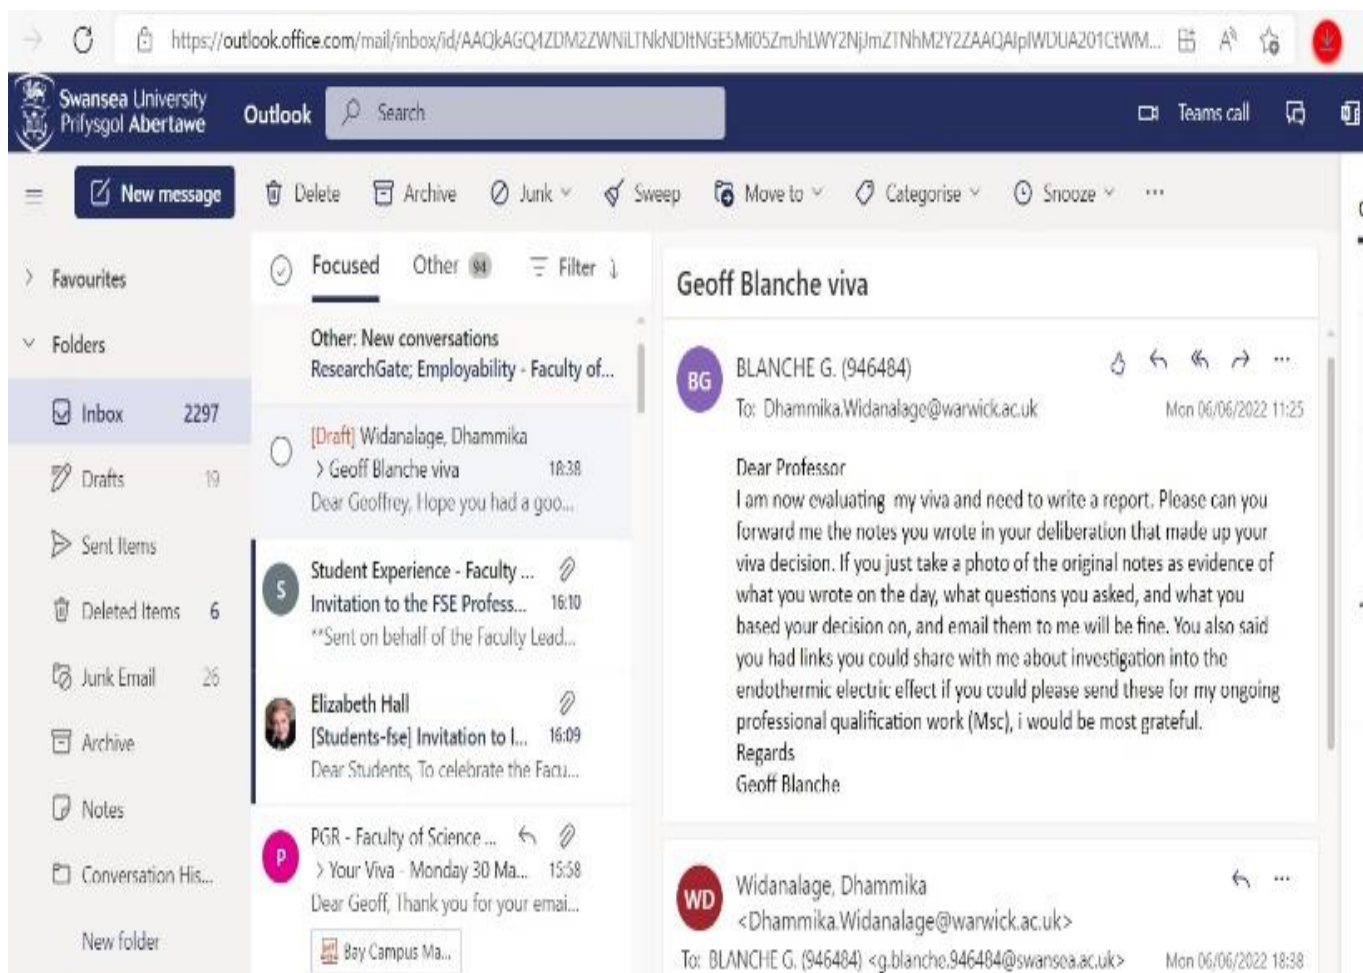 https://outlook.office.com/mail/inbox/id/
Swansea University
Prifysgol Abertawe
Outlook
Search
Teams call
New message
Delete
Archive
Junk
Sweep
Move to
Categorise
Snooze
...
Favourites
Folders
Inbox 2297
Drafts 19
Sent Items
Deleted Items 6
Junk Email 26
Archive
Notes
Conversation His...
New folder
Focused Other 94 Filter
Other: New conversations
ResearchGate; Employability - Faculty of...
[Draft] Widanalage, Dhammika
> Geoff Blanche viva 18:38
Dear Geoffrey, Hope you had a goo...
S
Student Experience - Faculty ...
Invitation to the FSE Profess... 16:10
**Sent on behalf of the Faculty Lead...
Elizabeth Hall
[Students-fse] Invitation to I... 16:09
Dear Students, To celebrate the Facu...
P
PGR - Faculty of Science ...
> Your Viva - Monday 30 Ma... 15:58
Dear Geoff, Thank you for your emai...
Bay Campus Ma...
Geoff Blanche viva
BG
BLANCHE G. (946484)
...
To: Dhammika.Widanalage@warwick.ac.uk Mon 06/06/2022 11:25
Dear Professor
I am now evaluating my viva and need to write a report. Please can you
forward me the notes you wrote in your deliberation that made up your
viva decision. If you just take a photo of the original notes as evidence of
what you wrote on the day, what questions you asked, and what you
based your decision on, and email them to me will be fine. You also said
you had links you could share with me about investigation into the
endothermic electric effect if you could please send these for my ongoing
professional qualification work (Msc), i would be most grateful.
Regards
Geoff Blanche
WD
Widanalage, Dhammika
...
<Dhammika.Widanalage@warwick.ac.uk>
To: BLANCHE G. (946484) <g.blanche.946484@swansea.ac.uk> Mon 06/06/2022 18:38